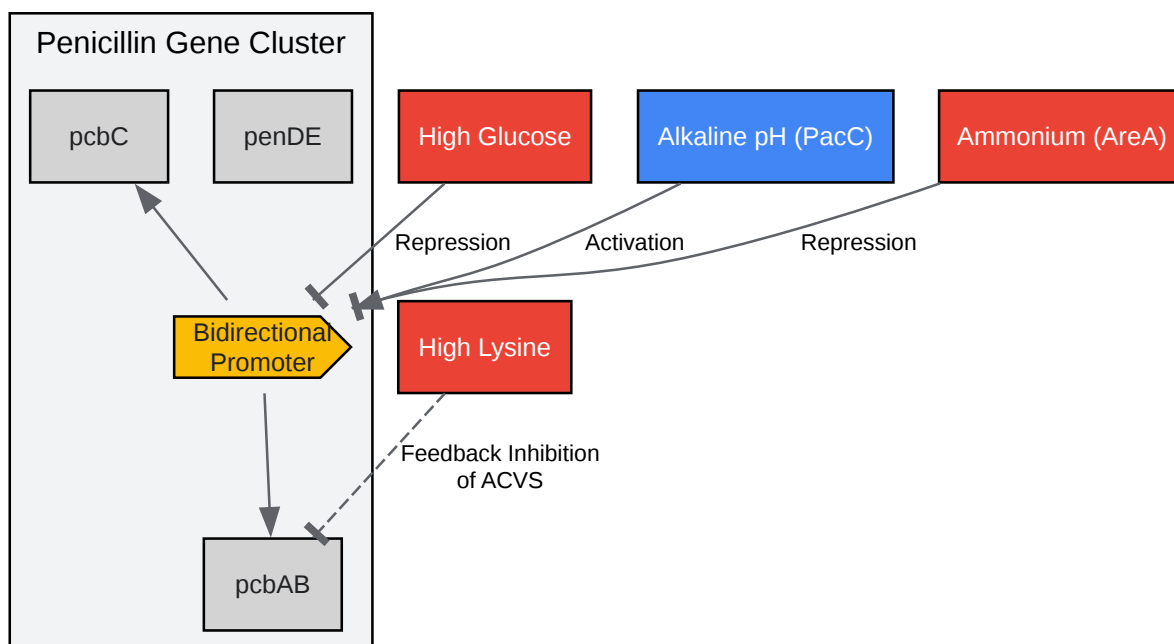 Penicillin Gene Cluster
pcbC
penDE
High Glucose
Alkaline pH (PacC)
Ammonium (AreA)
Repression
Activation
Repression
Bidirectional
Promoter
High Lysine
Feedback Inhibition
of ACVS
pcbAB